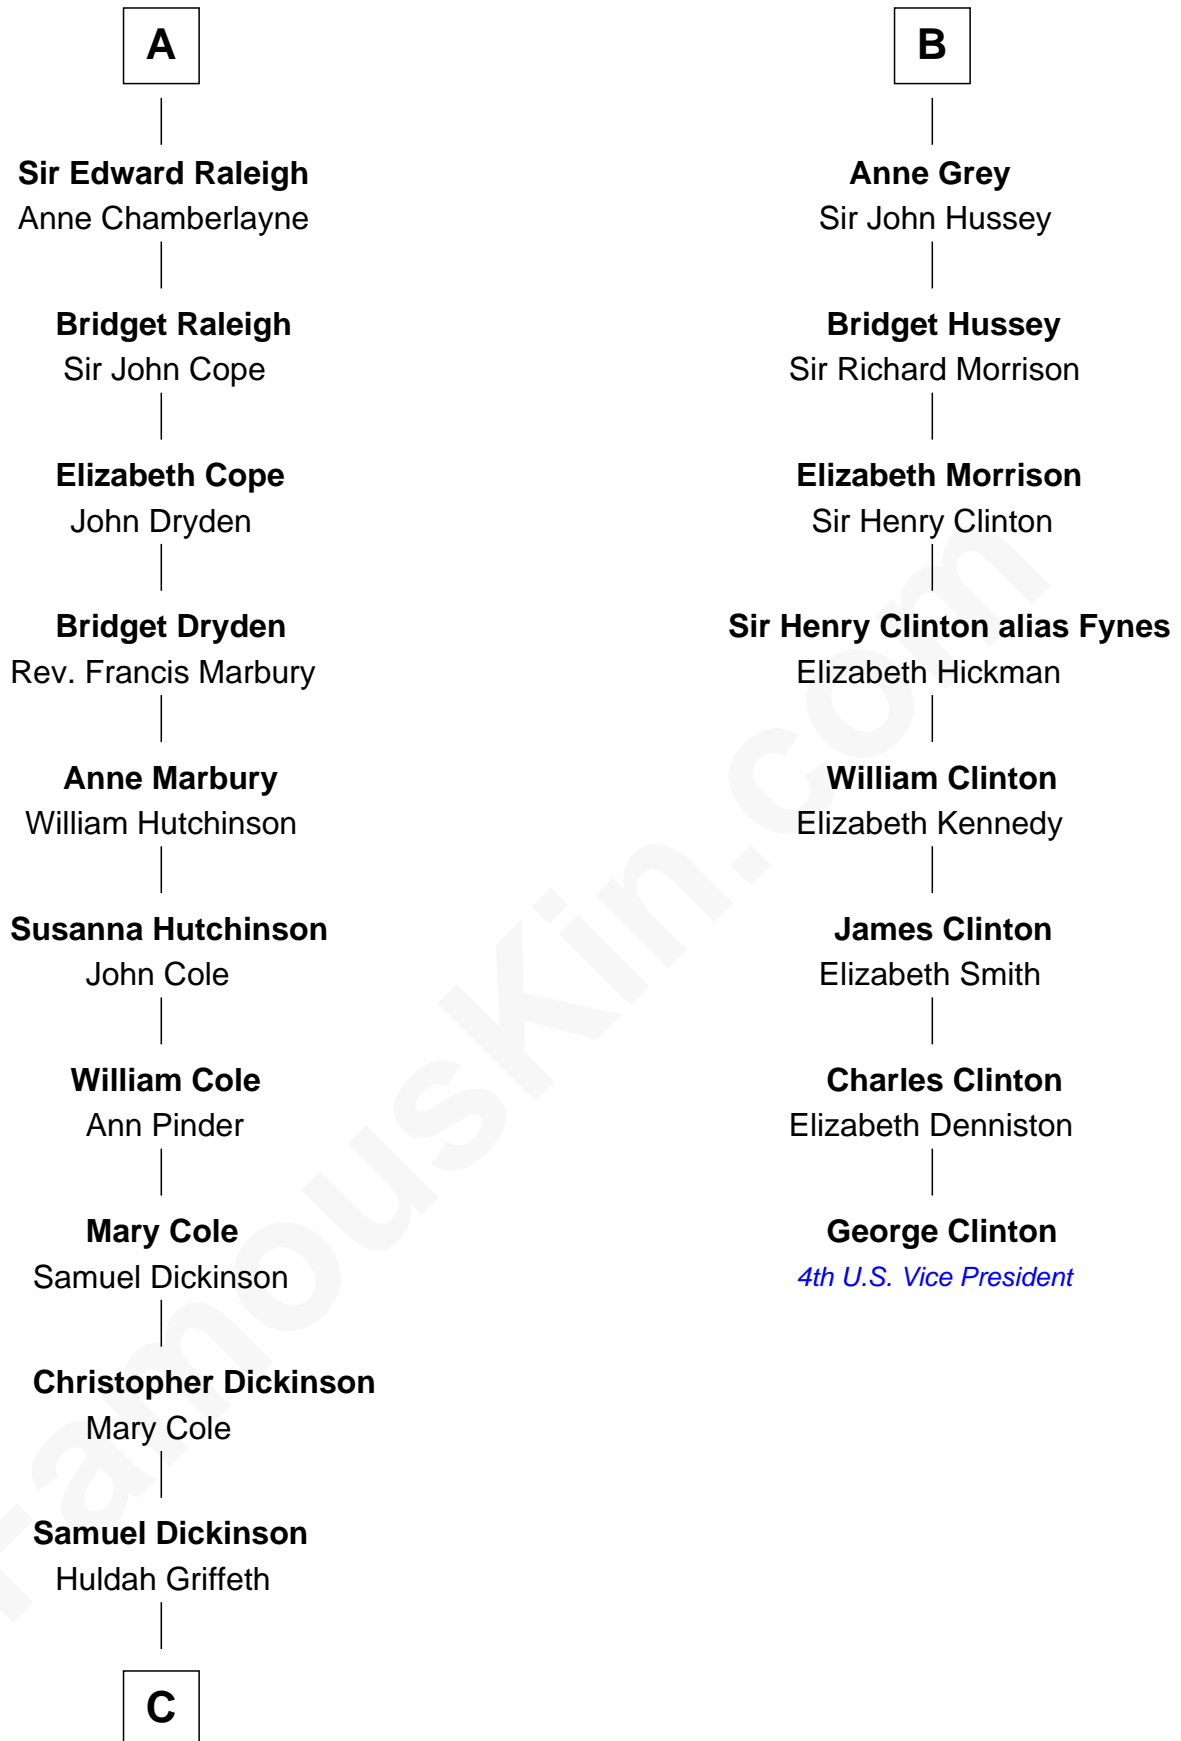 A
Sir Edward Raleigh
Anne Chamberlayne
Bridget Raleigh
Sir John Cope
Elizabeth Cope
John Dryden
Bridget Dryden
Rev. Francis Marbury
Anne Marbury
William Hutchinson
Susanna Hutchinson
John Cole
William Cole
Ann Pinder
Mary Cole
Samuel Dickinson
Christopher Dickinson
Mary Cole
Samuel Dickinson
Huldah Griffeth
C
B
Anne Grey
Sir John Hussey
Bridget Hussey
Sir Richard Morrison
Elizabeth Morrison
Sir Henry Clinton
Sir Henry Clinton alias Fynes
Elizabeth Hickman
William Clinton
Elizabeth Kennedy
James Clinton
Elizabeth Smith
Charles Clinton
Elizabeth Denniston
George Clinton
4th U.S. Vice President
FamousKin.com